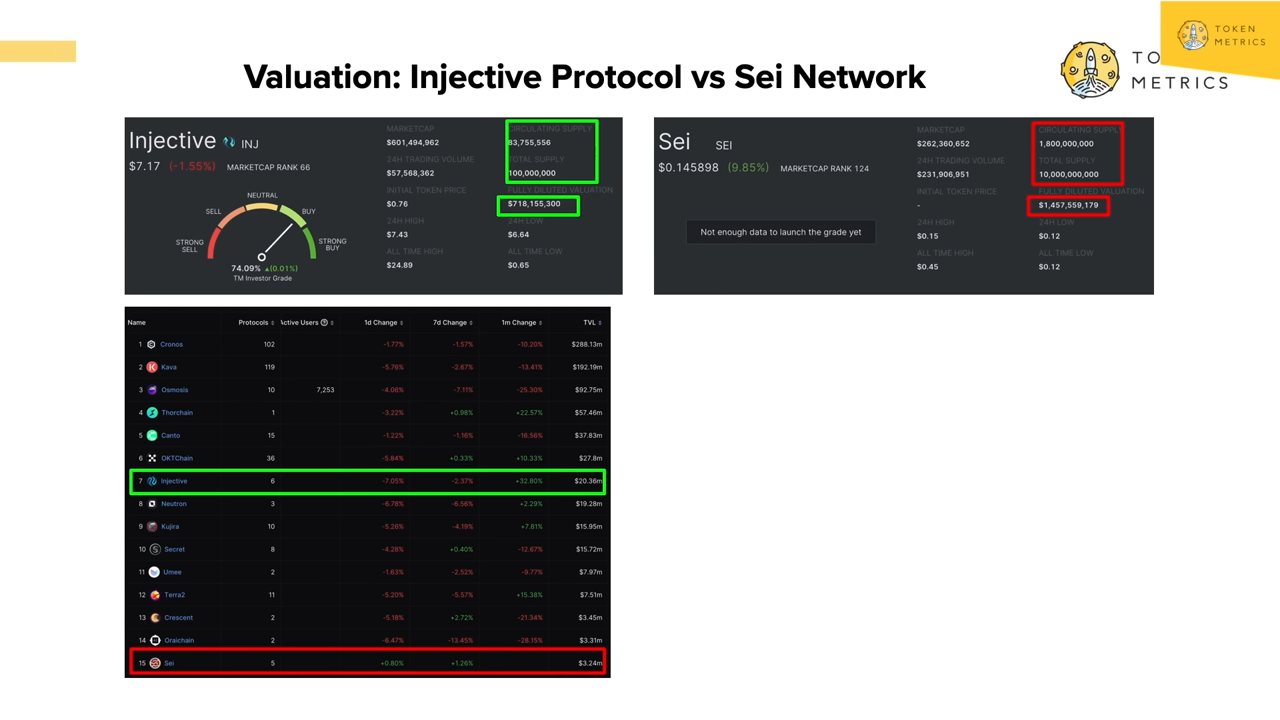 TOKEN
METRICS
TO
METRICS
Valuation: Injective Protocol vs Sei Network
Injective INJ
$7.17 (-1.55%) MARKETCAP RANK 66
NEUTRAL
SELL BUY
STRONG SELL STRONG BUY
74.09% ▲(0.01%)
TM Investor Grade
MARKETCAP CIRCULATING SUPPLY
$601,494,962 83,755,556
24H TRADING VOLUME TOTAL SUPPLY
$57,568,362 100,000,000
INITIAL TOKEN PRICE FULLY DILUTED VALUATION
$0.76 $718,155,300
24H HIGH 24H LOW
$7.43 $6.64
ALL TIME HIGH ALL TIME LOW
$24.89 $0.65
Sei SEI
$0.145898 (9.85%) MARKETCAP RANK 124
Not enough data to launch the grade yet
MARKETCAP CIRCULATING SUPPLY
$262,360,652 1,800,000,000
24H TRADING VOLUME TOTAL SUPPLY
$231,906,951 10,000,000,000
INITIAL TOKEN PRICE FULLY DILUTED VALUATION
- $1,457,559,179
24H HIGH 24H LOW
$0.15 $0.12
ALL TIME HIGH ALL TIME LOW
$0.45 $0.12
Name Protocols ctive Users 1d Change 7d Change 1m Change TVL
1 Cronos 102 -1.77% -1.57% -10.20% $288.13m
2 Kava 119 -5.76% -2.67% -13.41% $192.19m
3 Osmosis 10 7,253 -4.06% -7.11% -25.30% $92.75m
4 Thorchain 1 -3.22% +0.98% +22.57% $57.46m
5 Canto 15 -1.22% -1.16% -16.56% $37.83m
6 OKTChain 36 -5.84% +0.33% +10.33% $27.8m
7 Injective 6 -7.05% -2.37% +32.80% $20.36m
8 Neutron 3 -6.78% -6.56% +2.29% $19.28m
9 Kujira 10 -5.26% -4.19% +7.81% $15.95m
10 Secret 8 -4.28% +0.40% -12.67% $15.72m
11 Umee 2 -1.63% -2.52% -9.77% $7.97m
12 Terra2 11 -5.20% -5.57% +15.38% $7.51m
13 Crescent 2 -5.18% +2.72% -21.34% $3.45m
14 Oraichain 2 -6.47% -13.45% -28.15% $3.31m
15 Sei 5 +0.80% +1.26% $3.24m